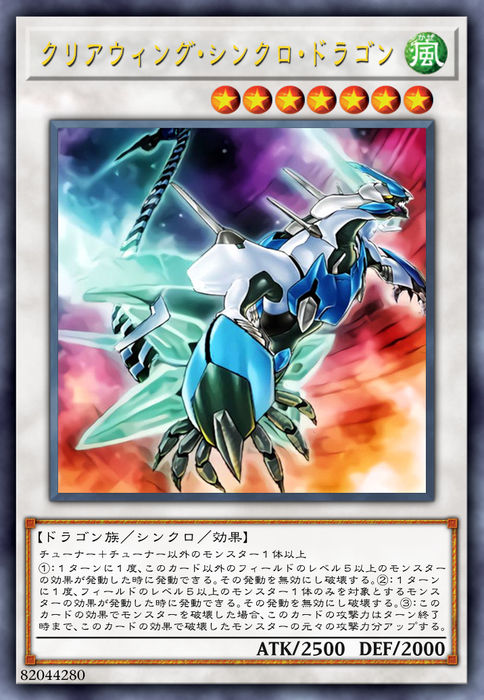 クリアウィング・シンクロ・ドラゴン
かぜ
風
【ドラゴン族／シンクロ／効果】
チューナー＋チューナー以外のモンスター１体以上
①：１ターンに１度、このカード以外のフィールドのレベル５以上のモンスター
の効果が発動した時に発動できる。その発動を無効にし破壊する。②：１ターン
に１度、フィールドのレベル５以上のモンスター１体のみを対象とするモンス
ターの効果が発動した時に発動できる。その発動を無効にし破壊する。③：この
カードの効果でモンスターを破壊した場合、このカードの攻撃力はターン終了
時まで、このカードの効果で破壊したモンスターの元々の攻撃力分アップする。
ATK/2500 DEF/2000
82044280